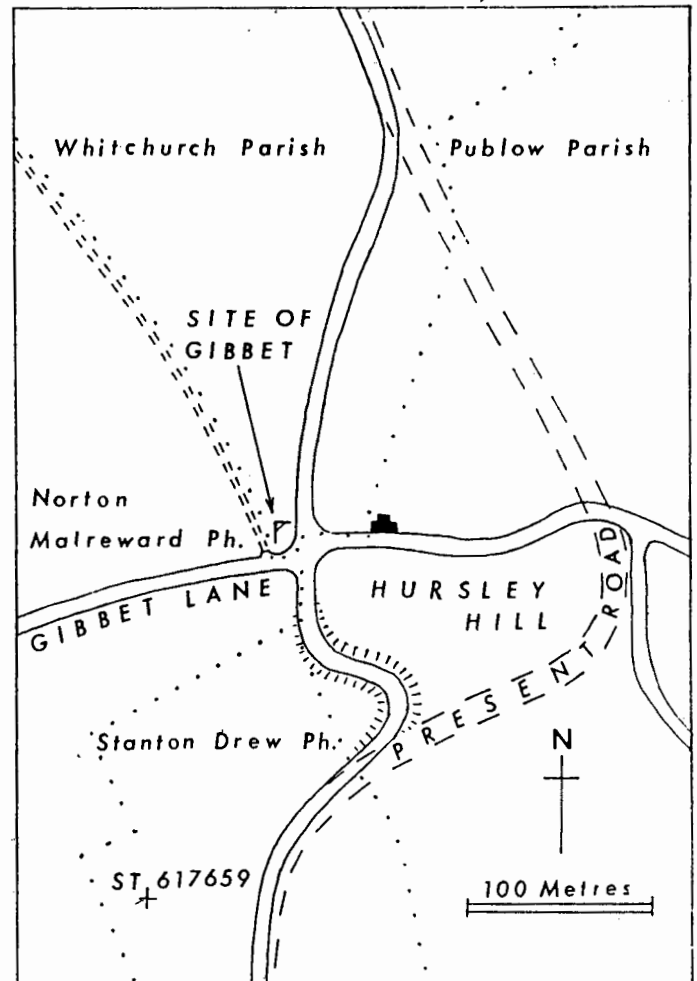 Whitchurch Parish
Publow Parish
SITE OF
GIBBET
Norton
Malreward Ph.
GIBBET LANE
HURSLEY
HILL
PRESENT ROAD
Stanton Drew Ph.
N
ST 617659
100 Metres